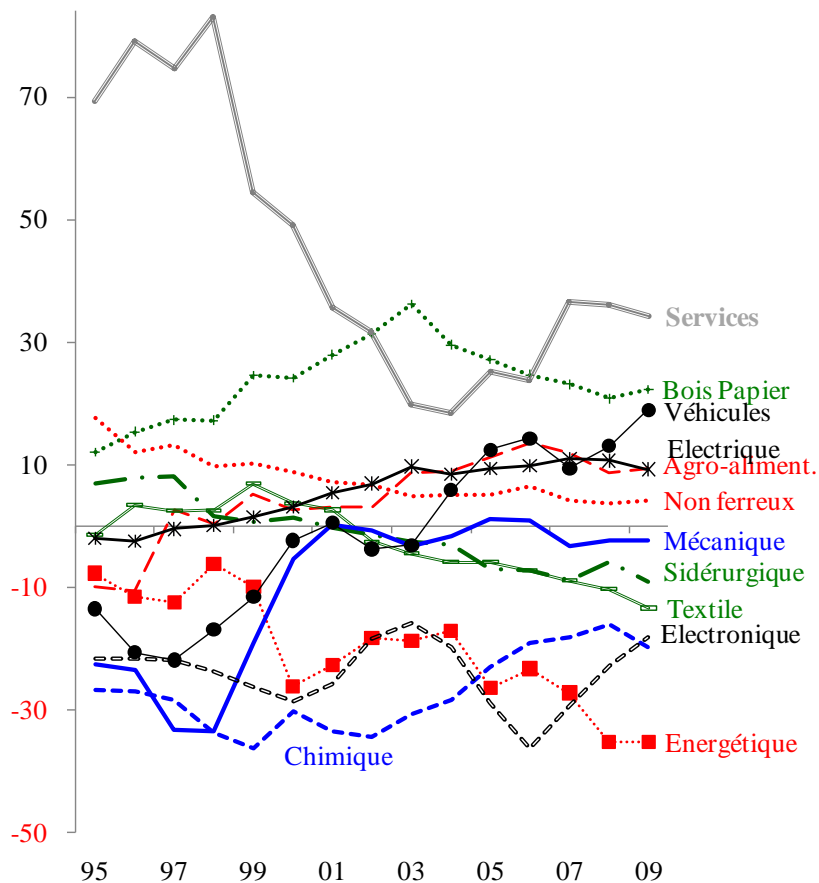 70
50
30
10
-10
-30
-50
Services
Bois Papier
Véhicules
Electrique
Agro-aliment.
Non ferreux
Mécanique
Sidérurgique
Textile
Electronique
Energétique
Chimique
95 97 99 01 03 05 07 09